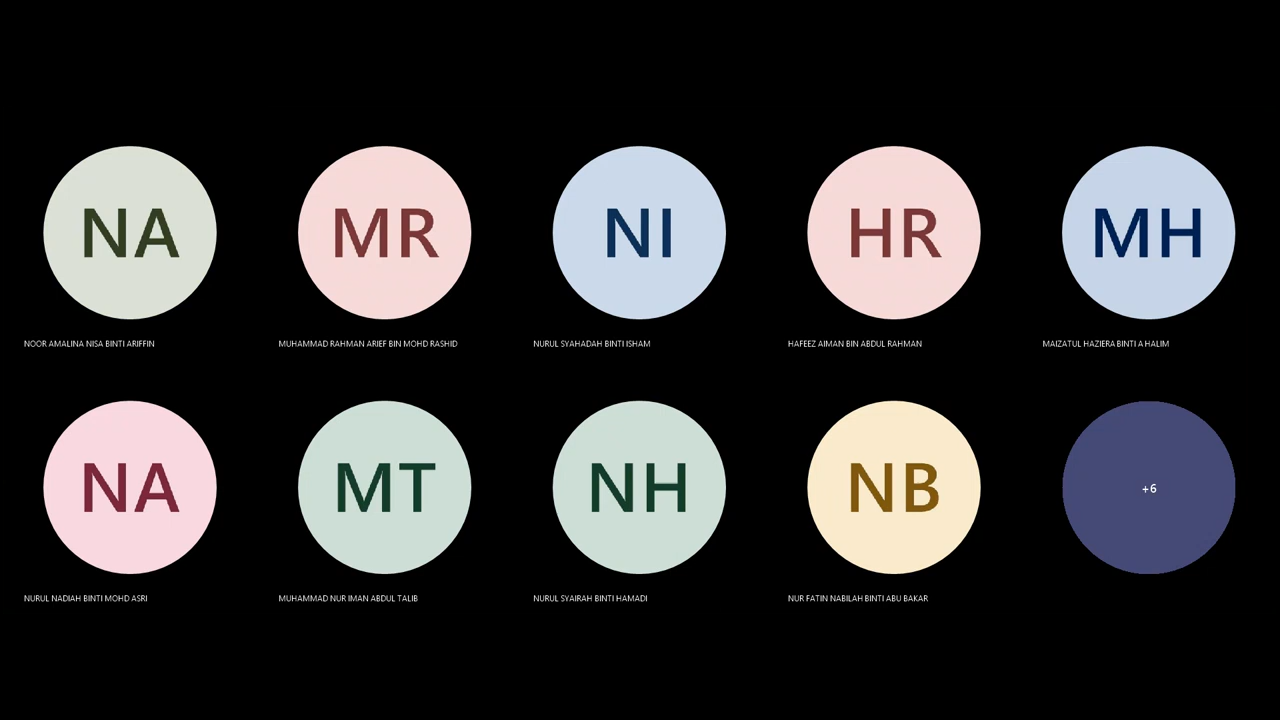 NA
MR
NI
HR
MH
NOOR AMALINA NISA BINTI ARIFFIN
MUHAMMAD RAHMAN ARIEF BIN MOHD RASHID
NURUL SYAHADAH BINTI ISHAM
HAFEEZ AIMAN BIN ABDUL RAHMAN
MAIZATUL HAZIERA BINTI A HALIM
NA
MT
NH
NB
+6
NURUL NADIAH BINTI MOHD ASRI
MUHAMMAD NUR IMAN ABDUL TALIB
NURUL SYAIRAH BINTI HAMADI
NUR FATIN NABILAH BINTI ABU BAKAR